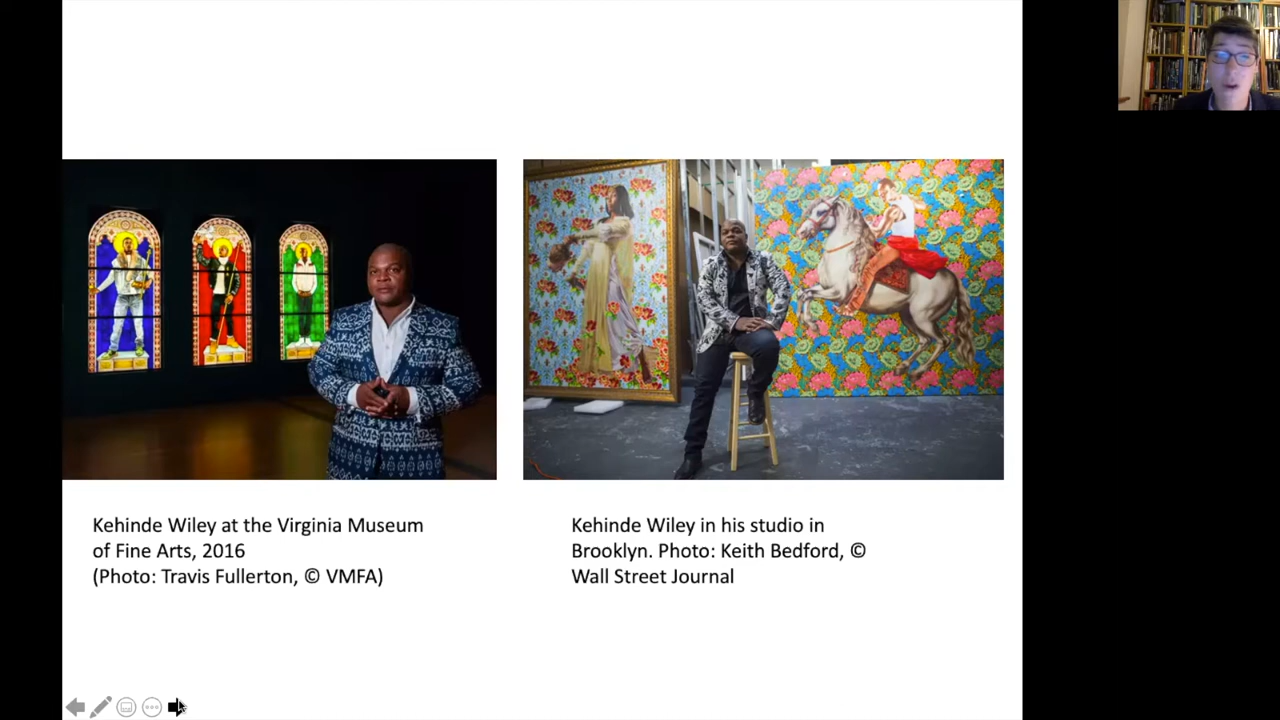 Kehinde Wiley at the Virginia Museum
of Fine Arts, 2016
(Photo: Travis Fullerton, © VMFA)
Kehinde Wiley in his studio in
Brooklyn. Photo: Keith Bedford, ©
Wall Street Journal